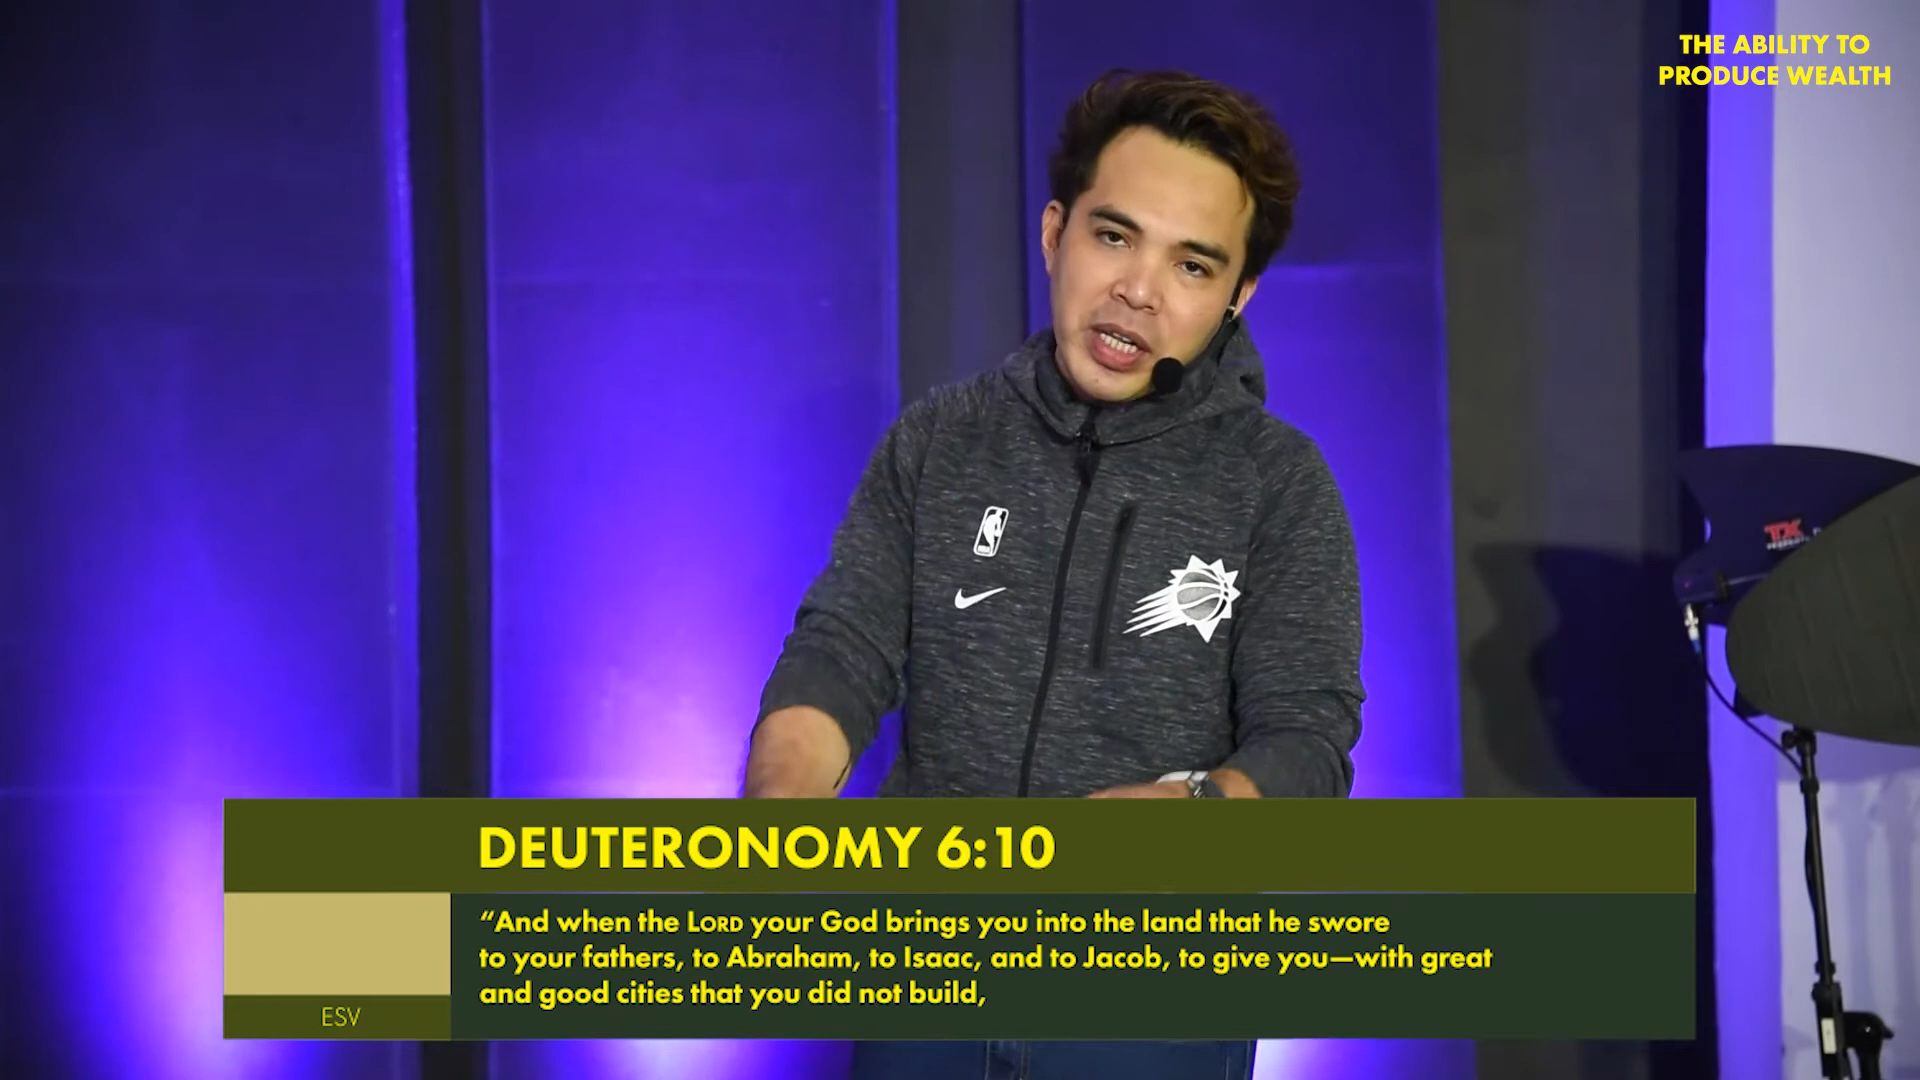 THE ABILITY TO
PRODUCE WEALTH
TX
DEUTERONOMY 6:10
“And when the LORD your God brings you into the land that he swore
to your fathers, to Abraham, to Isaac, and to Jacob, to give you—with great
and good cities that you did not build,
ESV